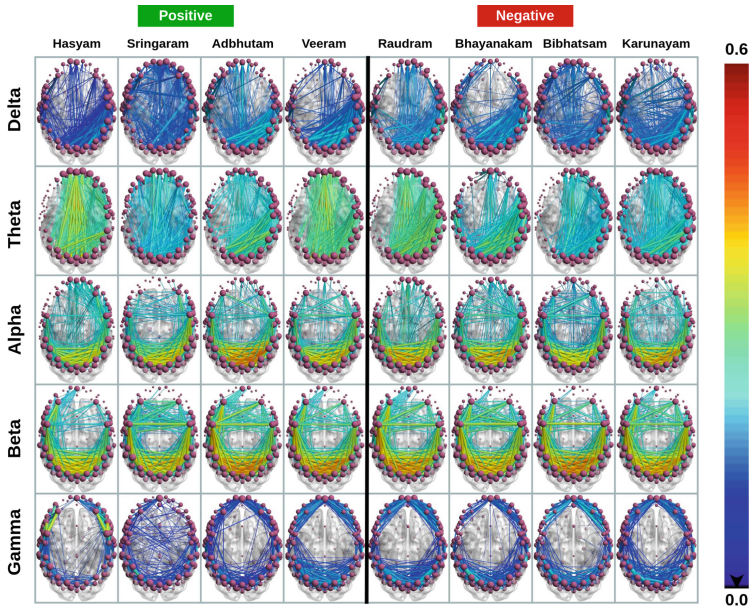 Positive Negative
Hasyam Sringaram Adbhutam Veeram Raudram Bhayanakam Bibhatsam Karunayam
0.6
Delta
Theta
Alpha
Beta
Gamma
0.0